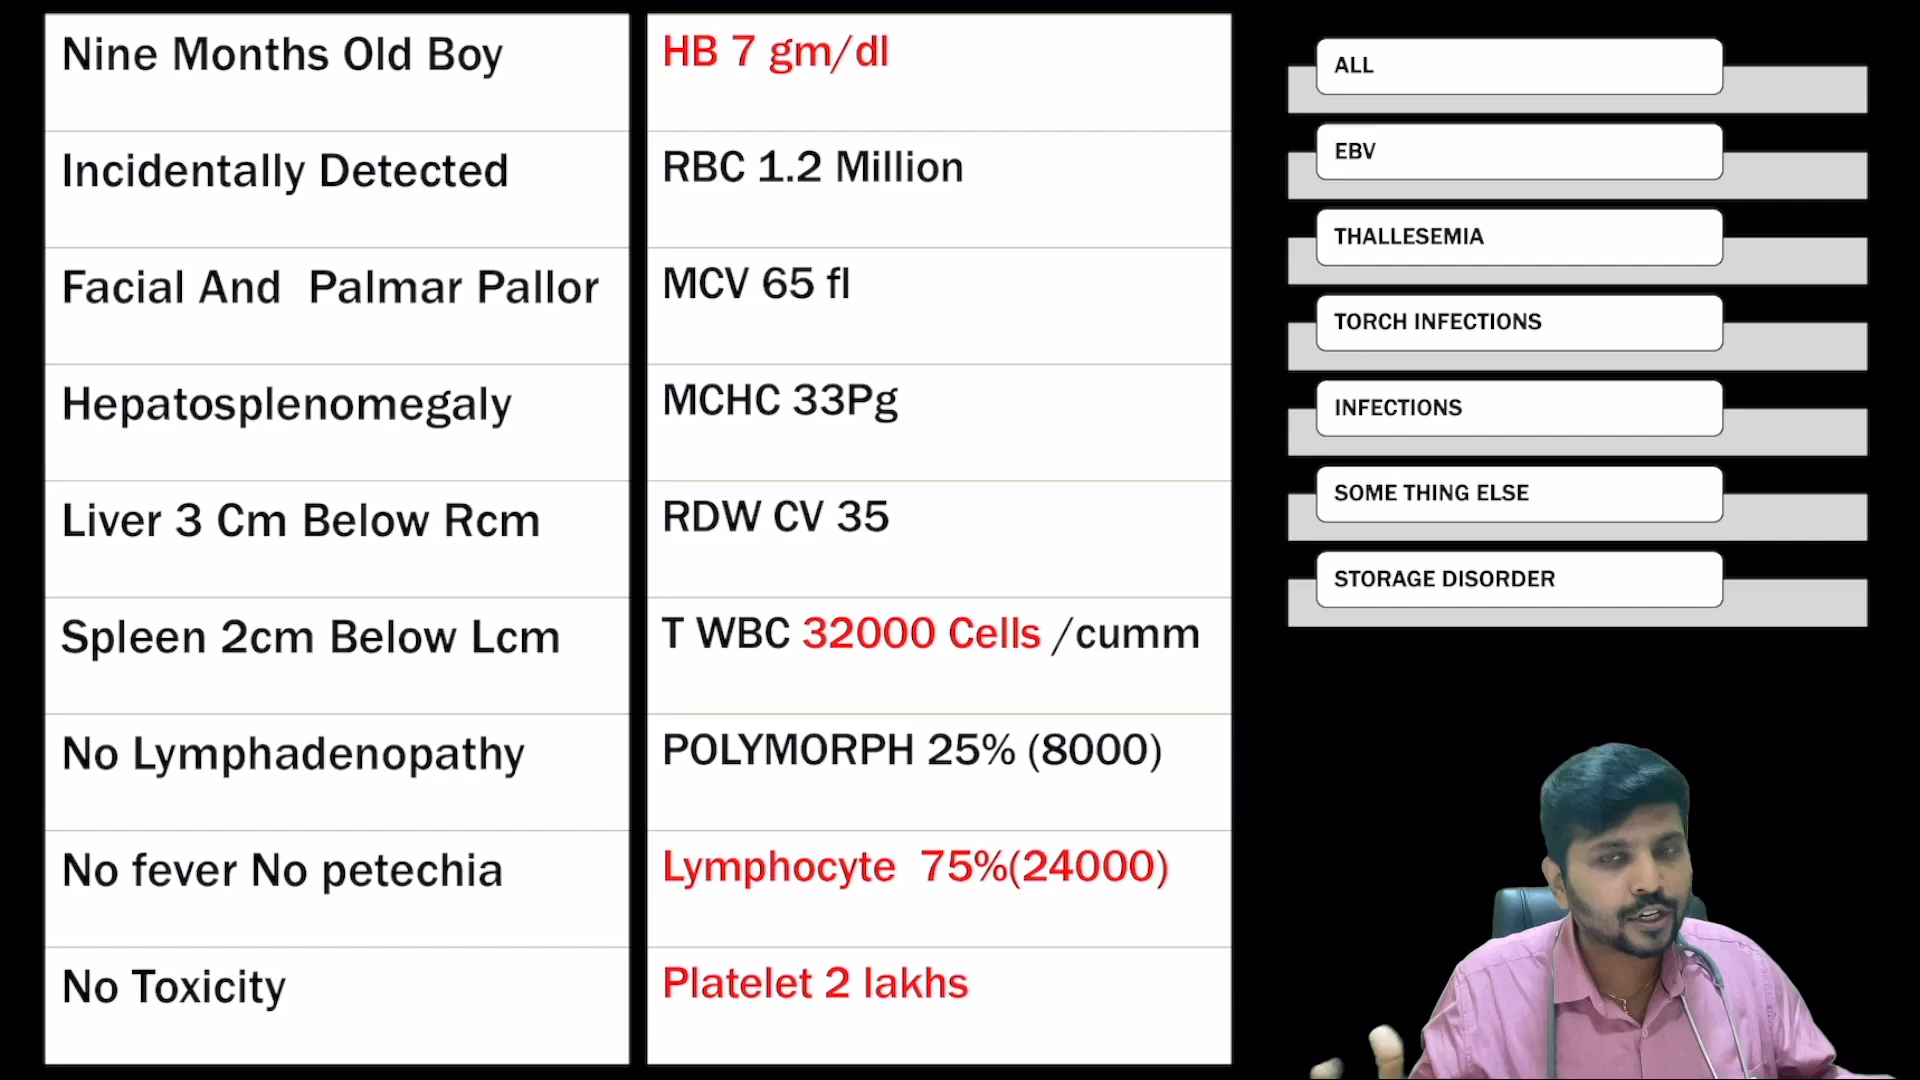 Nine Months Old Boy
Incidentally Detected
Facial And Palmar Pallor
Hepatosplenomegaly
Liver 3 Cm Below Rcm
Spleen 2cm Below Lcm
No Lymphadenopathy
No fever No petechia
No Toxicity
HB 7 gm/dl
RBC 1.2 Million
MCV 65 fl
MCHC 33Pg
RDW CV 35
T WBC 32000 Cells /cumm
POLYMORPH 25% (8000)
Lymphocyte 75%(24000)
Platelet 2 lakhs
ALL
EBV
THALLESEMIA
TORCH INFECTIONS
INFECTIONS
SOME THING ELSE
STORAGE DISORDER